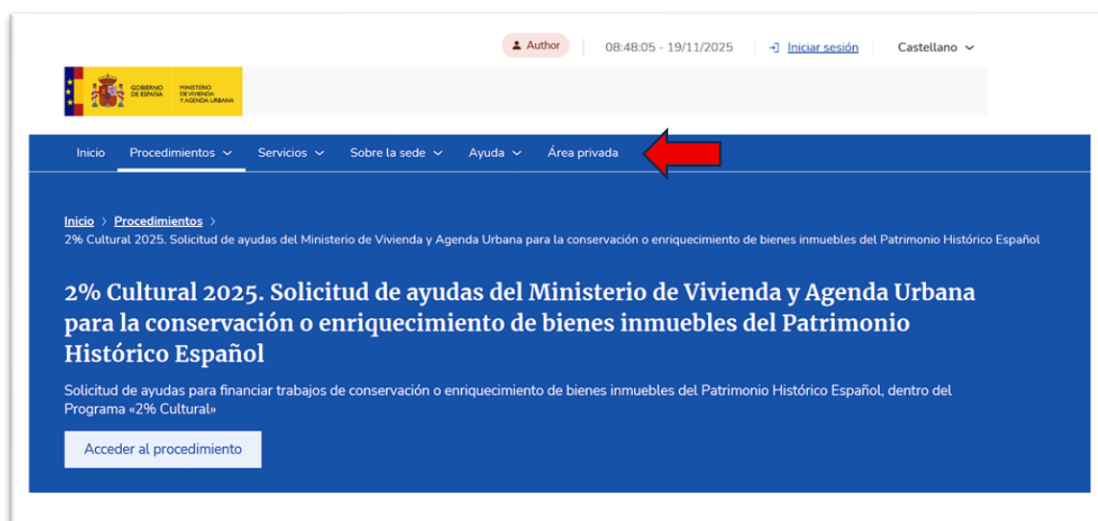 Author
08:48:05 - 19/11/2025
Iniciar sesión
Castellano
GOBIERNO
DE ESPAÑA
MINISTERIO
DE VIVIENDA
Y AGENDA URBANA
Inicio Procedimientos Servicios Sobre la sede Ayuda Área privada
Inicio > Procedimientos >
2% Cultural 2025. Solicitud de ayudas del Ministerio de Vivienda y Agenda Urbana para la conservación o enriquecimiento de bienes inmuebles del Patrimonio Histórico Español
2% Cultural 2025. Solicitud de ayudas del Ministerio de Vivienda y Agenda Urbana
para la conservación o enriquecimiento de bienes inmuebles del Patrimonio
Histórico Español
Solicitud de ayudas para financiar trabajos de conservación o enriquecimiento de bienes inmuebles del Patrimonio Histórico Español, dentro del
Programa «2% Cultural»
Acceder al procedimiento